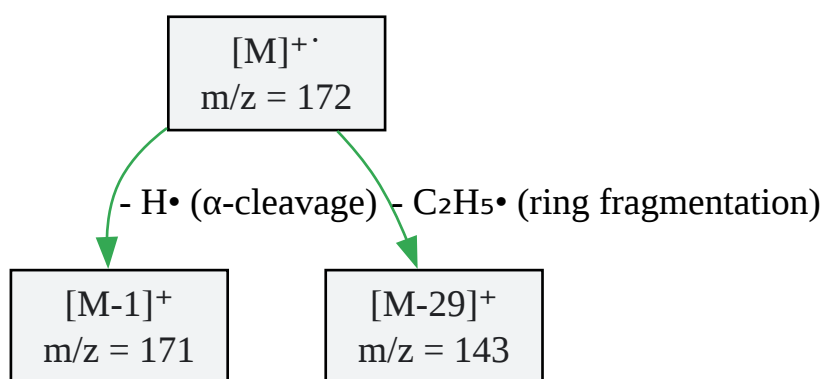 [M]⁺˙
m/z = 172
- H• (α-cleavage)
- C₂H₅• (ring fragmentation)
[M-1]⁺
m/z = 171
[M-29]⁺
m/z = 143